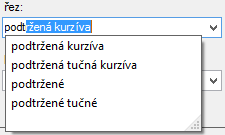 řez:
podtržená kurzíva
podtržená kurzíva
podtržená tučná kurzíva
podtržené
podtržené tučné